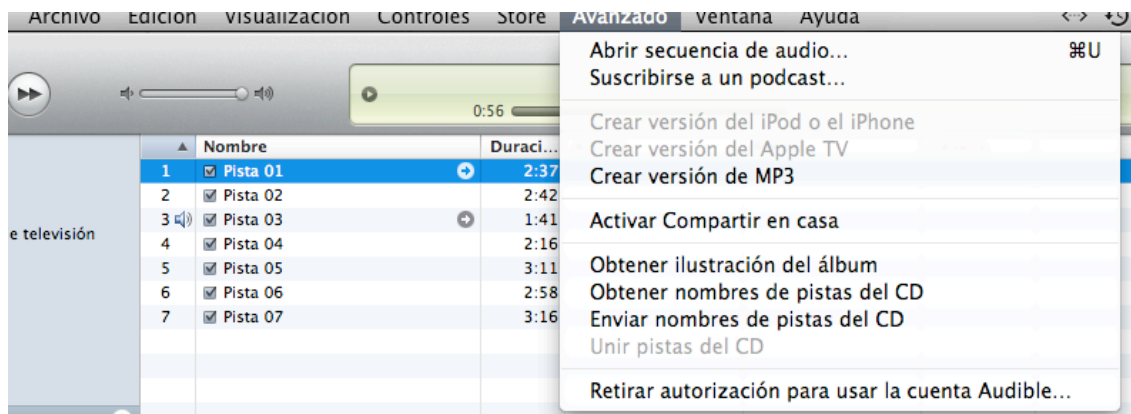 Archivo Edición Visualización Controles Store Avanzado Ventana Ayuda
Abrir secuencia de audio... ⌘U
Suscribirse a un podcast...
0:56
Crear versión del iPod o el iPhone
Crear versión del Apple TV
Crear versión de MP3
Activar Compartir en casa
Obtener ilustración del álbum
Obtener nombres de pistas del CD
Enviar nombres de pistas del CD
Unir pistas del CD
Retirar autorización para usar la cuenta Audible...
Nombre Duraci...
1 Pista 01 2:37
2 Pista 02 2:42
3 Pista 03 1:41
4 Pista 04 2:16
5 Pista 05 3:11
6 Pista 06 2:58
7 Pista 07 3:16
e televisión